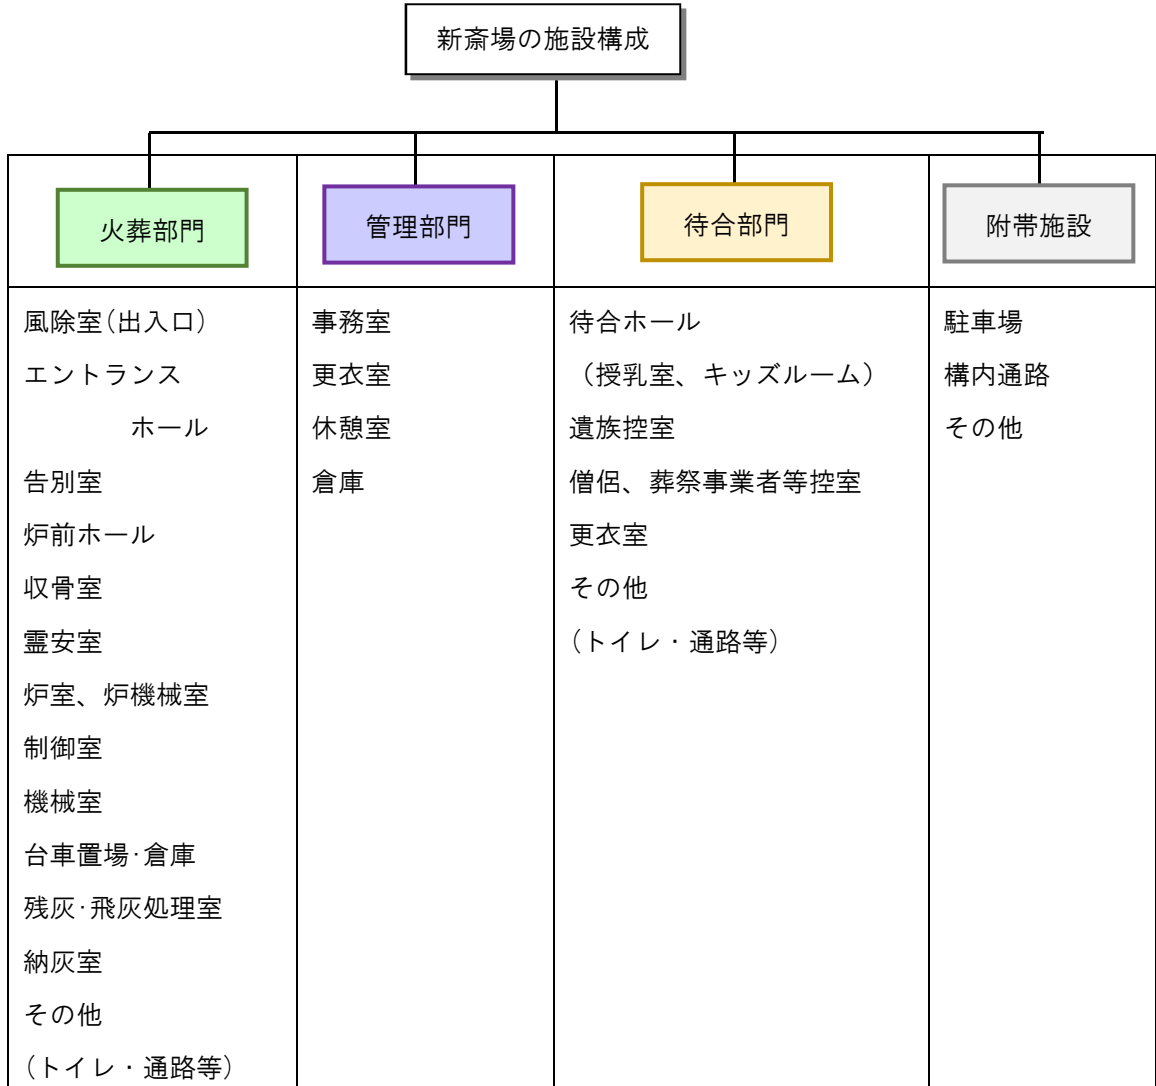 新斎場の施設構成
火葬部門
管理部門
待合部門
附帯施設
風除室(出入口)
エントランス
ホール
告別室
炉前ホール
収骨室
霊安室
炉室、炉機械室
制御室
機械室
台車置場･倉庫
残灰･飛灰処理室
納灰室
その他
(トイレ・通路等)
事務室
更衣室
休憩室
倉庫
待合ホール
(授乳室、キッズルーム)
遺族控室
僧侶、葬祭事業者等控室
更衣室
その他
(トイレ・通路等)
駐車場
構内通路
その他